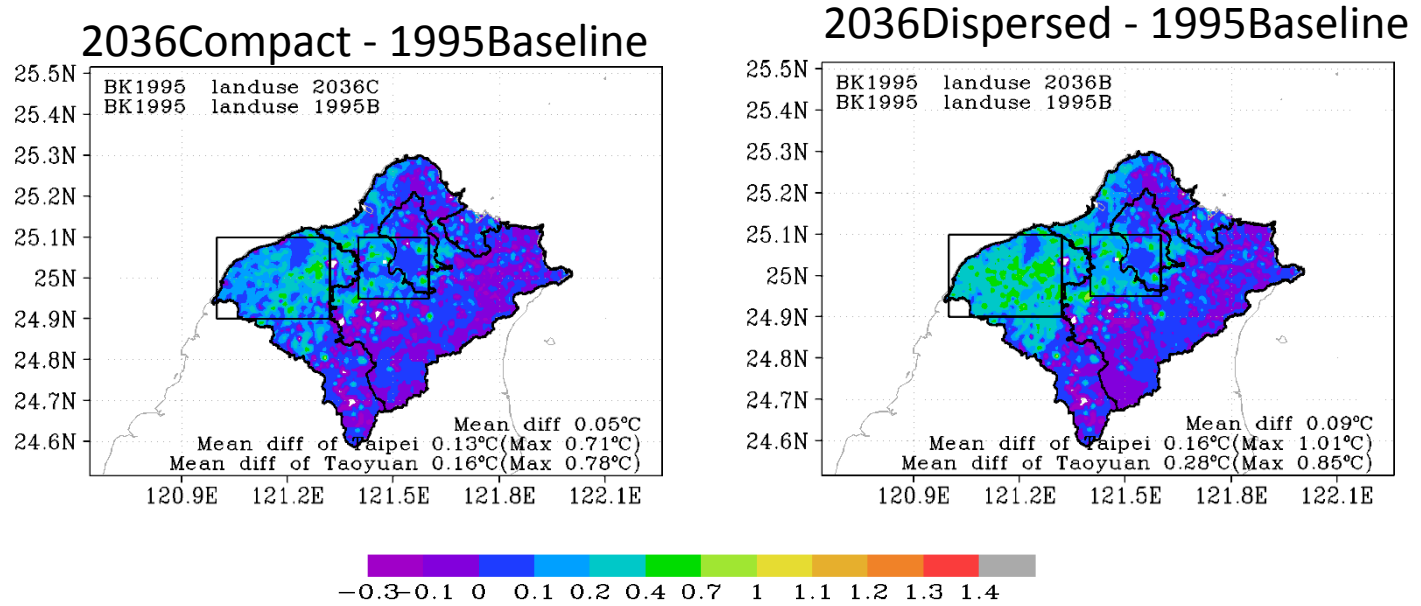 2036Compact - 1995Baseline
25.5N
25.4N
25.3N
25.2N
25.1N
25N
24.9N
24.8N
24.7N
24.6N
BK1995 landuse 2036C
BK1995 landuse 1995B
Mean diff 0.05°C
Mean diff of Taipei 0.13°C(Max 0.71°C)
Mean diff of Taoyuan 0.16°C(Max 0.78°C)
120.9E 121.2E 121.5E 121.8E 122.1E
2036Dispersed - 1995Baseline
25.5N
25.4N
25.3N
25.2N
25.1N
25N
24.9N
24.8N
24.7N
24.6N
BK1995 landuse 2036B
BK1995 landuse 1995B
Mean diff 0.09°C
Mean diff of Taipei 0.16°C(Max 1.01°C)
Mean diff of Taoyuan 0.28°C(Max 0.85°C)
120.9E 121.2E 121.5E 121.8E 122.1E
−0.3 −0.1 0 0.1 0.2 0.4 0.7 1 1.1 1.2 1.3 1.4